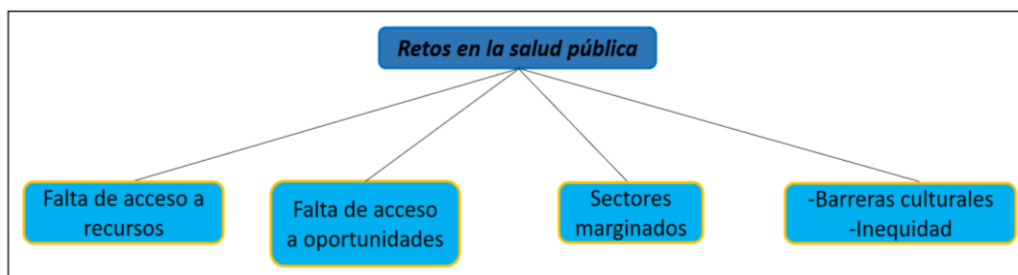 Retos en la salud pública
Falta de acceso a
recursos
Falta de acceso
a oportunidades
Sectores
marginados
-Barreras culturales
-Inequidad